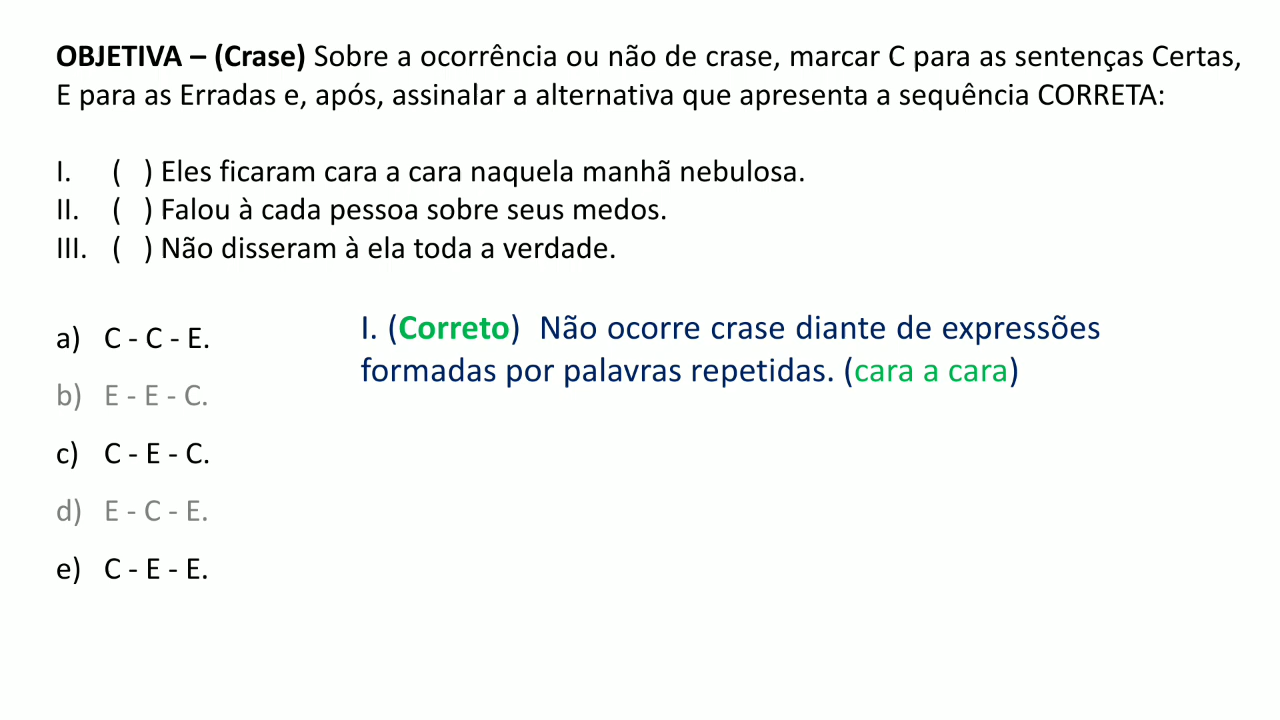 OBJETIVA – (Crase) Sobre a ocorrência ou não de crase, marcar C para as sentenças Certas,
E para as Erradas e, após, assinalar a alternativa que apresenta a sequência CORRETA:
I. ( ) Eles ficaram cara a cara naquela manhã nebulosa.
II. ( ) Falou à cada pessoa sobre seus medos.
III. ( ) Não disseram à ela toda a verdade.
a) C - C - E.
b) E - E - C.
c) C - E - C.
d) E - C - E.
e) C - E - E.
I. (Correto) Não ocorre crase diante de expressões
formadas por palavras repetidas. (cara a cara)